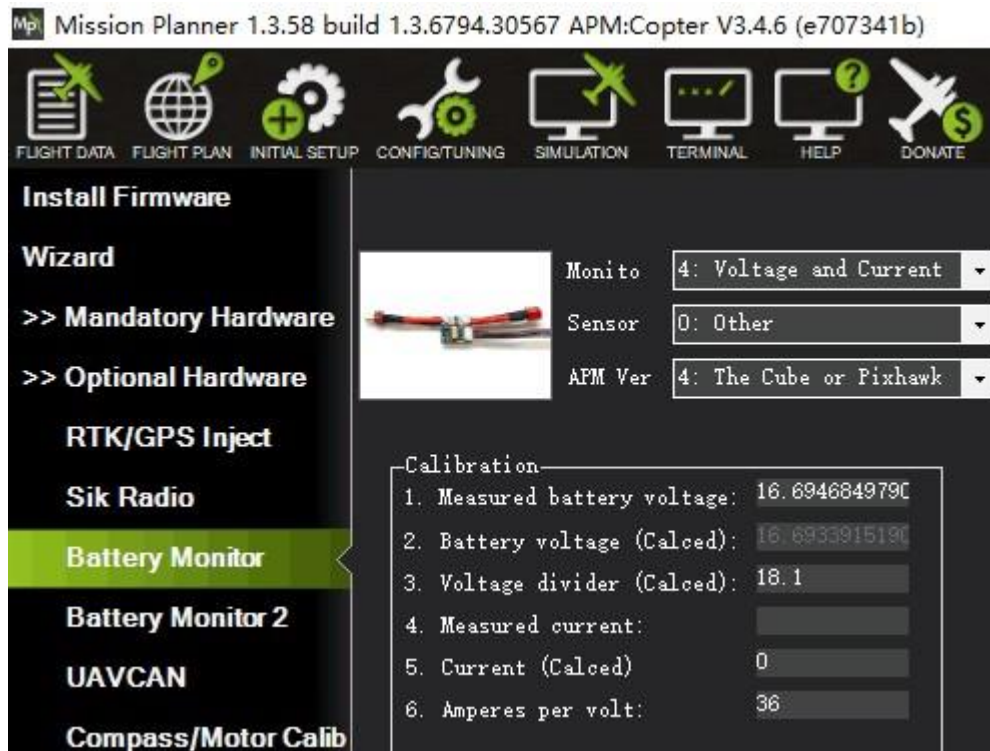 Mp Mission Planner 1.3.58 build 1.3.6794.30567 APM:Copter V3.4.6 (e707341b)
FLIGHT DATA FLIGHT PLAN INITIAL SETUP CONFIG/TUNING SIMULATION TERMINAL HELP DONATE
Install Firmware
Wizard
>> Mandatory Hardware
>> Optional Hardware
RTK/GPS Inject
Sik Radio
Battery Monitor
Battery Monitor 2
UAVCAN
Compass/Motor Calib
Monito 4: Voltage and Current
Sensor 0: Other
APM Ver 4: The Cube or Pixhawk
Calibration
1. Measured battery voltage: 16.694684979
2. Battery voltage (Calced): 16.693391519
3. Voltage divider (Calced): 18.1
4. Measured current:
5. Current (Calced) 0
6. Amperes per volt: 36